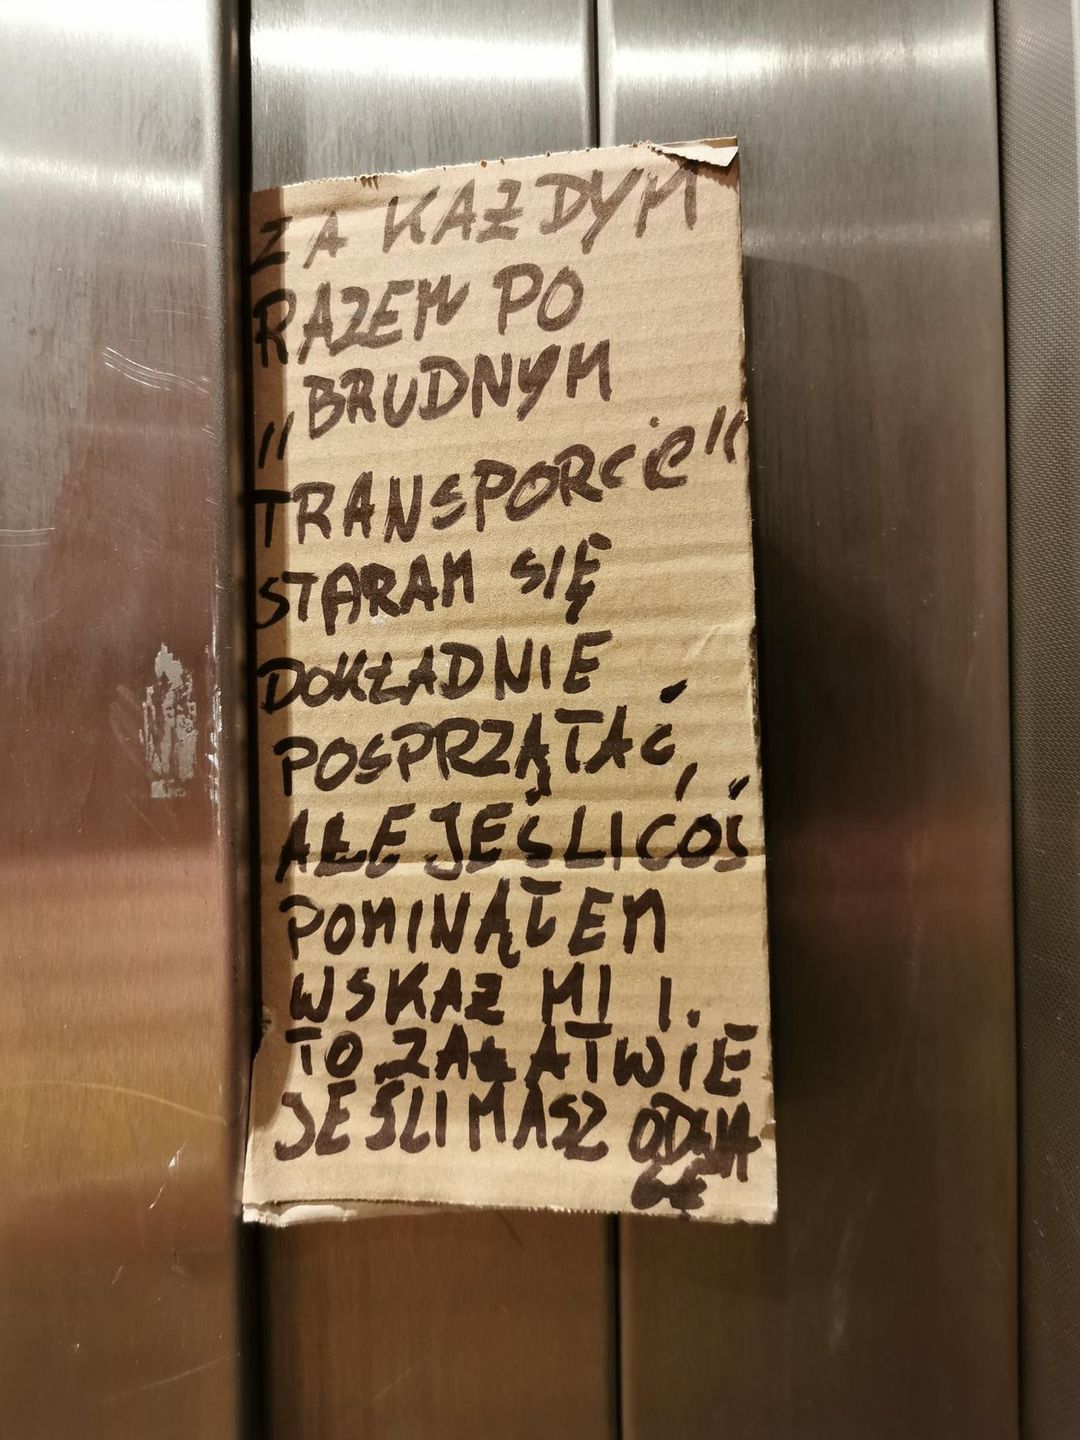 ZA KAŻDYM
RAZEM PO
„BRUDNYM
TRANSPORCIE"
STARAM SIĘ
DOKŁADNIE
POSPRZĄTAĆ,
ALE JEŚLI COŚ
POMINĄŁEM
WSKAŻ MI I
TO ZAŁATWIĘ
JEŚLI MASZ ODWA
GĘ